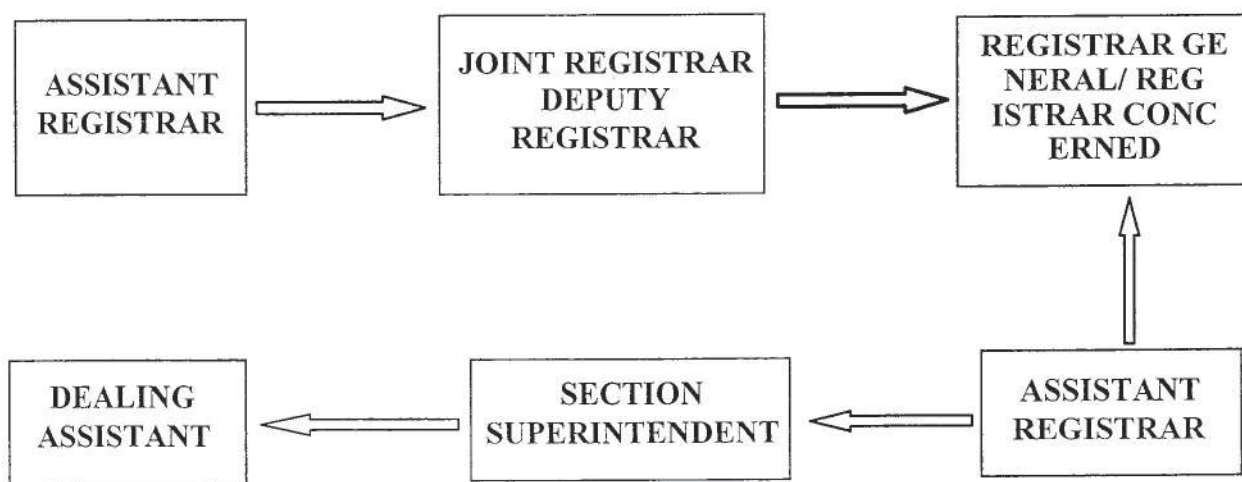 ASSISTANT
REGISTRAR
JOINT REGISTRAR
DEPUTY
REGISTRAR
REGISTRAR GE
NERAL/ REG
ISTRAR CONC
ERNED
DEALING
ASSISTANT
SECTION
SUPERINTENDENT
ASSISTANT
REGISTRAR